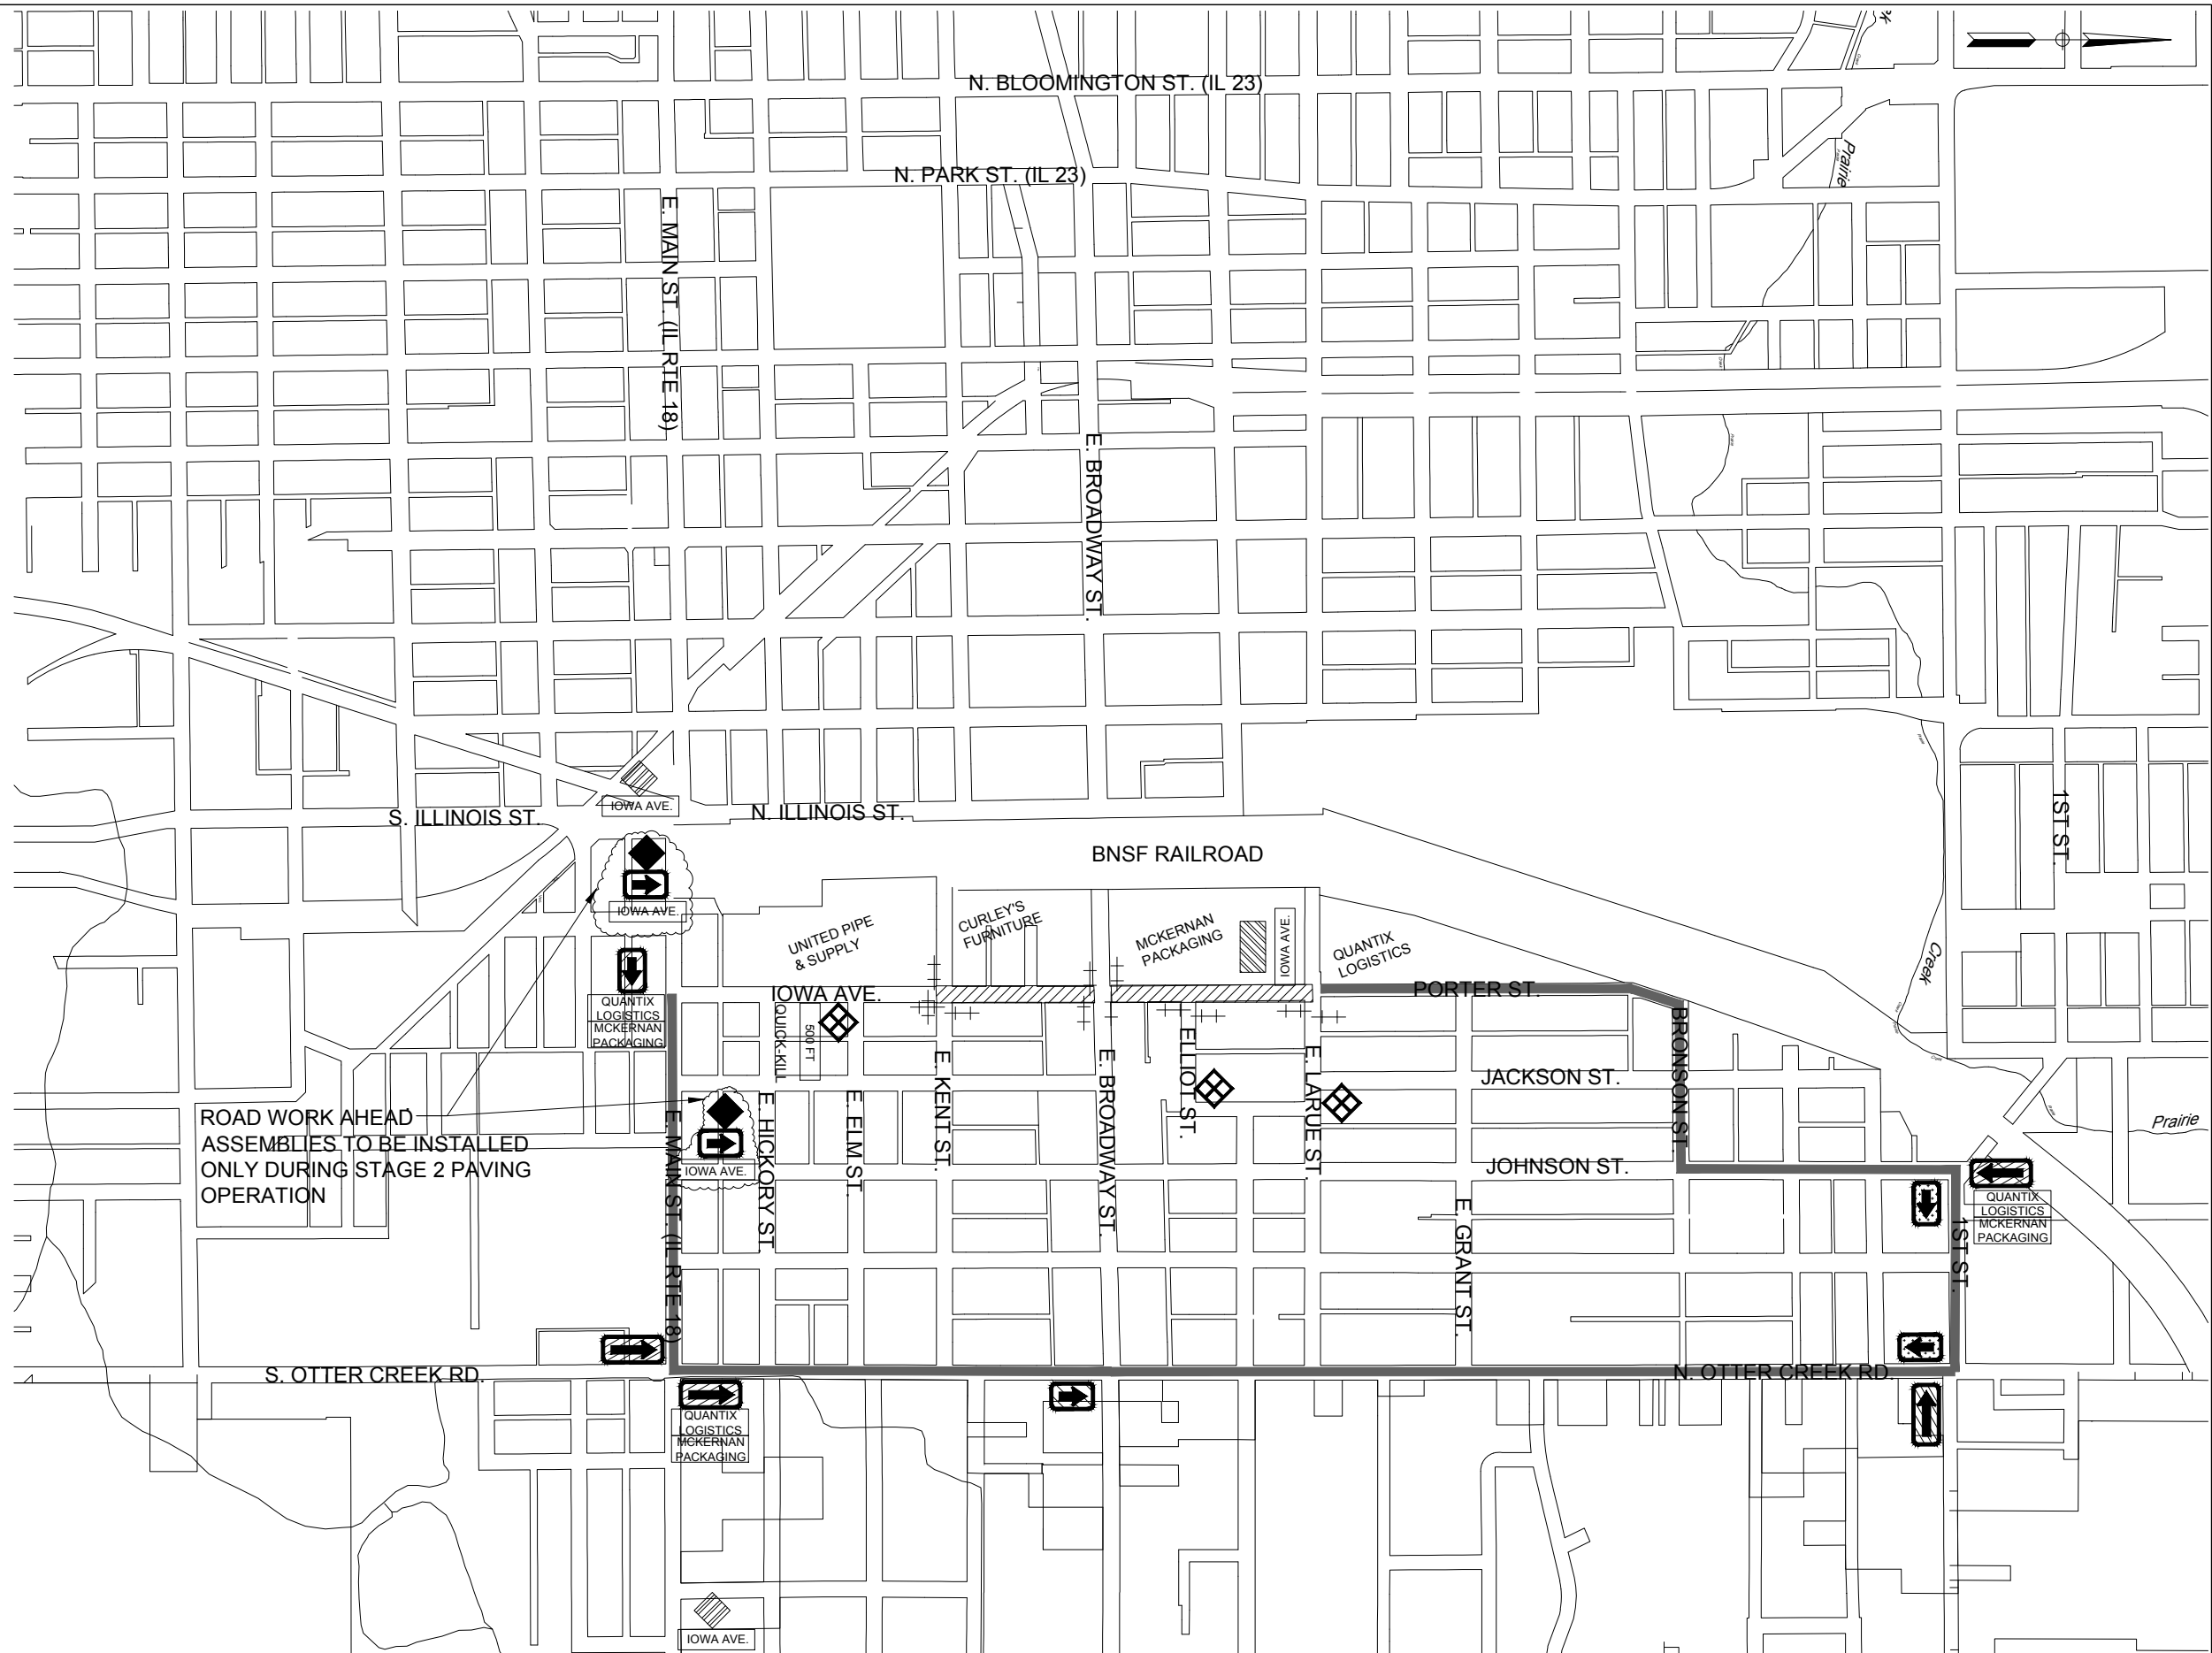 N. BLOOMINGTON ST. (IL 23)
N. PARK ST. (IL 23)
Prairie
E. MAIN ST. (IL RTE 18)
E. BROADWAY ST.
IOWA AVE.
S. ILLINOIS ST.
N. ILLINOIS ST.
1ST ST.
BNSF RAILROAD
IOWA AVE.
UNITED PIPE
& SUPPLY
CURLEY'S
FURNITURE
MCKERNAN
PACKAGING
IOWA AVE.
QUANTIX
LOGISTICS
Creek
QUANTIX
LOGISTICS
MCKERNAN
PACKAGING
IOWA AVE.
QUICK-KILL
500 FT
PORTER ST.
BRONSON ST.
E. KENT ST.
E. BROADWAY ST.
ELLIOT ST.
E. LARUE ST.
JACKSON ST.
ROAD WORK AHEAD
ASSEMBLIES TO BE INSTALLED
ONLY DURING STAGE 2 PAVING
OPERATION
IOWA AVE.
E. MAIN ST. (IL RTE 18)
E. HICKORY ST.
E. ELM ST.
JOHNSON ST.
E. GRANT ST.
Prairie
QUANTIX
LOGISTICS
MCKERNAN
PACKAGING
1ST ST.
S. OTTER CREEK RD.
N. OTTER CREEK RD.
QUANTIX
LOGISTICS
MCKERNAN
PACKAGING
IOWA AVE.